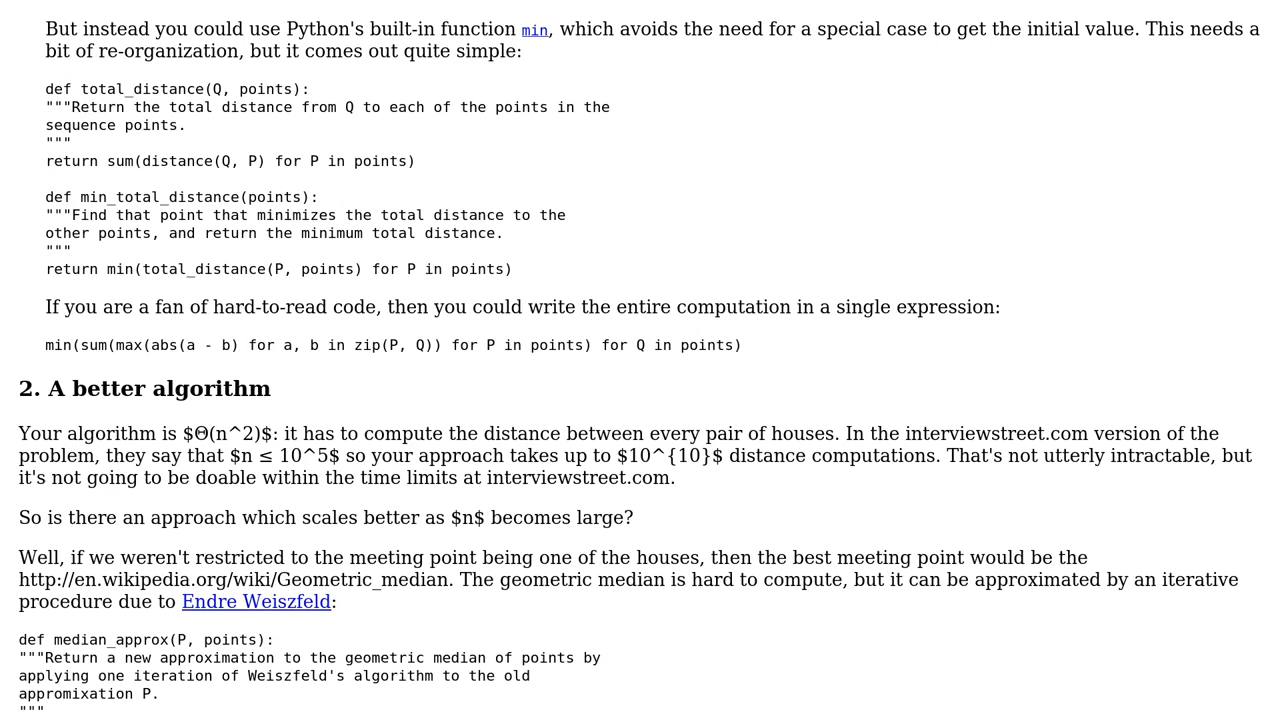 But instead you could use Python's built-in function min, which avoids the need for a special case to get the initial value. This needs a
bit of re-organization, but it comes out quite simple:
def total_distance(Q, points):
"""Return the total distance from Q to each of the points in the
sequence points.
"""
return sum(distance(Q, P) for P in points)
def min_total_distance(points):
"""Find that point that minimizes the total distance to the
other points, and return the minimum total distance.
"""
return min(total_distance(P, points) for P in points)
If you are a fan of hard-to-read code, then you could write the entire computation in a single expression:
min(sum(max(abs(a - b) for a, b in zip(P, Q)) for P in points) for Q in points)
2. A better algorithm
Your algorithm is $Θ(n^2)$: it has to compute the distance between every pair of houses. In the interviewstreet.com version of the
problem, they say that $n ≤ 10^5$ so your approach takes up to $10^{10}$ distance computations. That's not utterly intractable, but
it's not going to be doable within the time limits at interviewstreet.com.
So is there an approach which scales better as $n$ becomes large?
Well, if we weren't restricted to the meeting point being one of the houses, then the best meeting point would be the
http://en.wikipedia.org/wiki/Geometric_median. The geometric median is hard to compute, but it can be approximated by an iterative
procedure due to Endre Weiszfeld:
def median_approx(P, points):
"""Return a new approximation to the geometric median of points by
applying one iteration of Weiszfeld's algorithm to the old
appromixation P.
"""